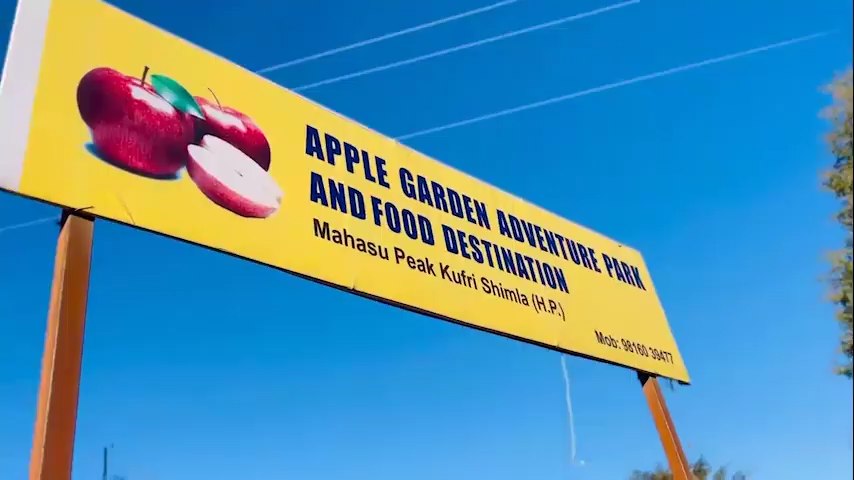 APPLE GARDEN ADVENTURE PARK
AND FOOD DESTINATION
Mahasu Peak Kufri Shimla (H.P.)
Mob: 98160 39477